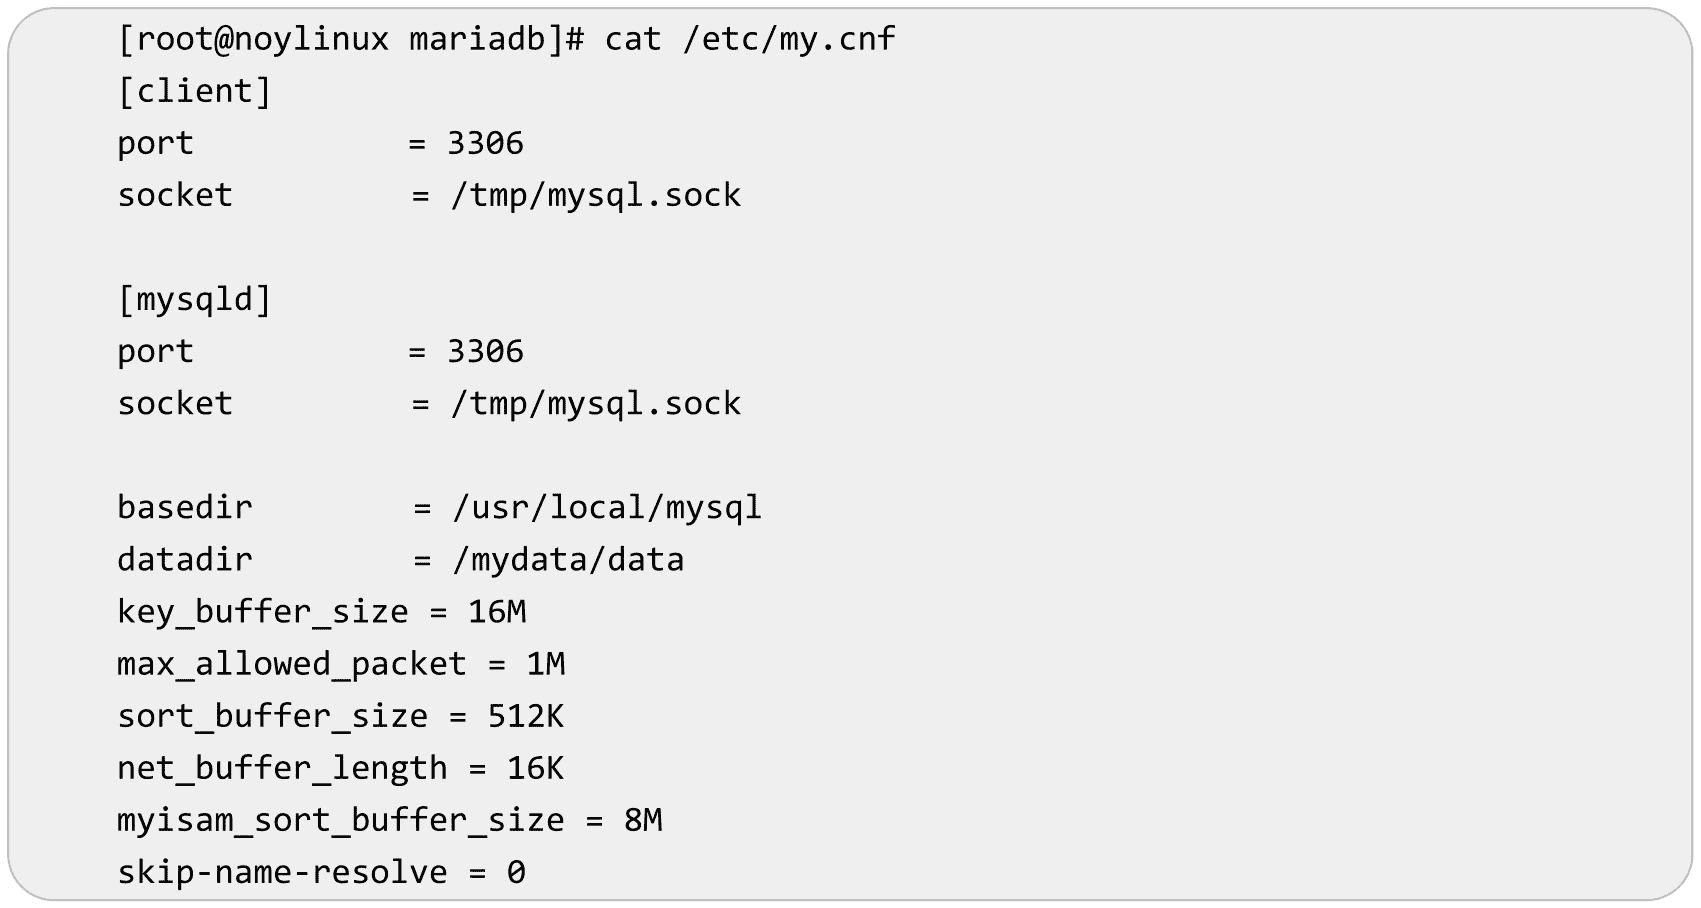 [root@noylinux mariadb]# cat /etc/my.cnf
[client]
port           = 3306
socket         = /tmp/mysql.sock

[mysqld]
port           = 3306
socket         = /tmp/mysql.sock

basedir        = /usr/local/mysql
datadir        = /mydata/data
key_buffer_size = 16M
max_allowed_packet = 1M
sort_buffer_size = 512K
net_buffer_length = 16K
myisam_sort_buffer_size = 8M
skip-name-resolve = 0